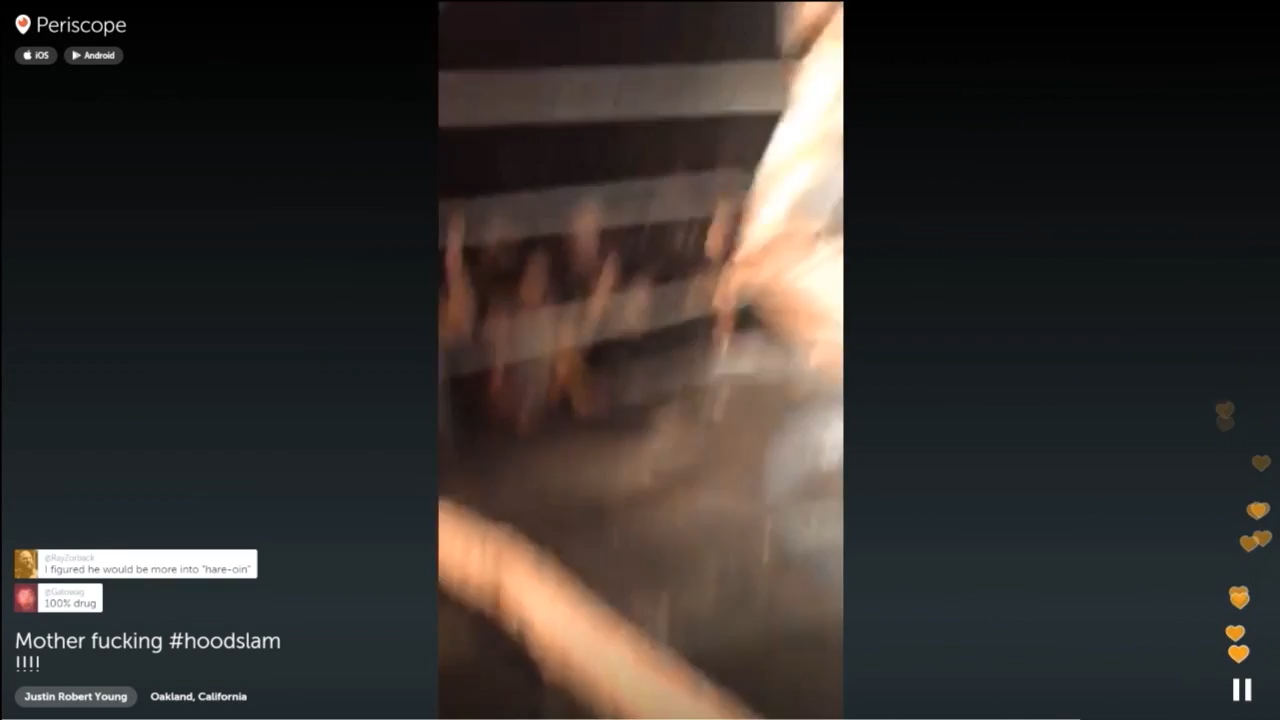 Periscope
iOS
Android
@RayZorback
I figured he would be more into "hare-oin"
@Gatowag
100% drug
Mother fucking #hoodslam
!!!!
Justin Robert Young
Oakland, California